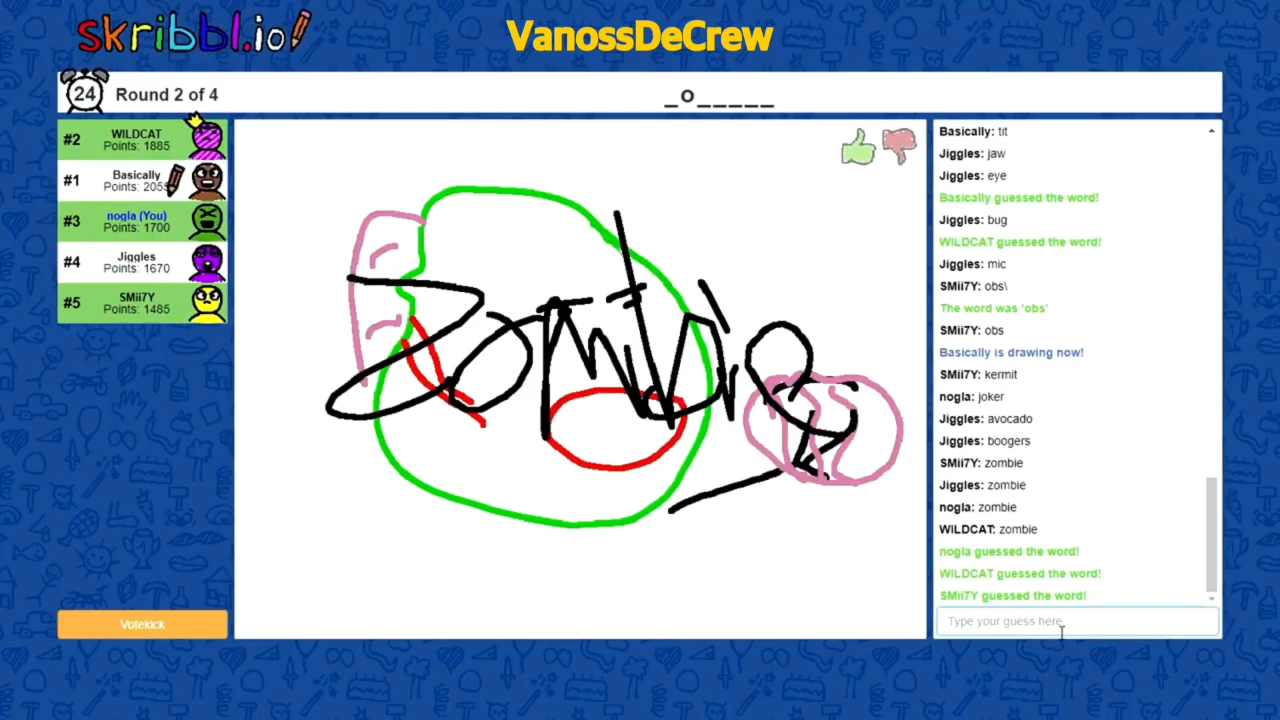 skribbl.io
VanossDeCrew
24
Round 2 of 4
_o_____
#2 WILDCAT
Points: 1885
#1 Basically
Points: 2055
#3 nogla (You)
Points: 1700
#4 Jiggles
Points: 1670
#5 SMii7Y
Points: 1485
Votekick
Zombie
Basically: tit
Jiggles: jaw
Jiggles: eye
Basically guessed the word!
Jiggles: bug
WILDCAT guessed the word!
Jiggles: mic
SMii7Y: obs\
The word was 'obs'
SMii7Y: obs
Basically is drawing now!
SMii7Y: kermit
nogla: joker
Jiggles: avocado
Jiggles: boogers
SMii7Y: zombie
Jiggles: zombie
nogla: zombie
WILDCAT: zombie
nogla guessed the word!
WILDCAT guessed the word!
SMii7Y guessed the word!
Type your guess here